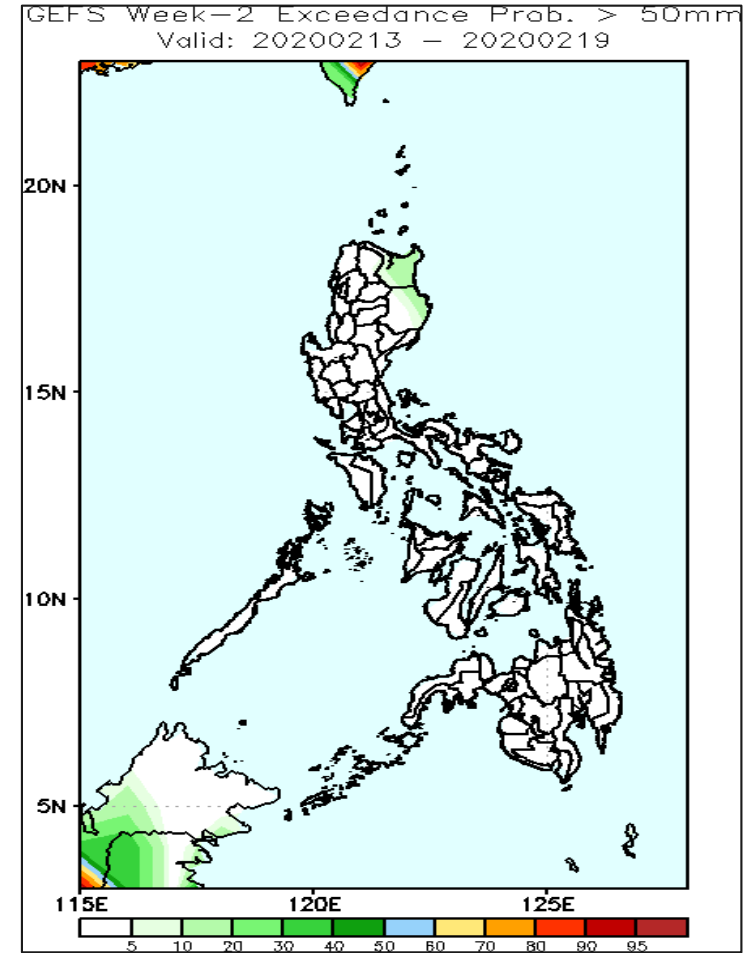 GEFS Week-2 Exceedance Prob. > 50mm
Valid: 20200213 - 20200219
20N
15N
10N
5N
115E 120E 125E
5 10 20 30 40 50 60 70 80 90 95